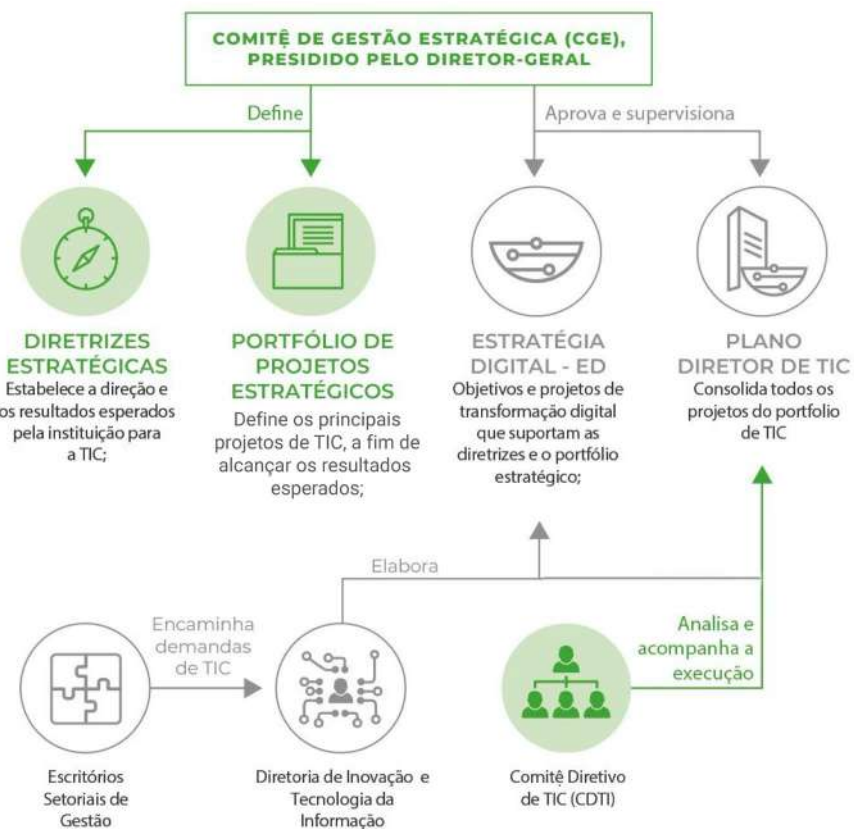 COMITÊ DE GESTÃO ESTRATÉGICA (CGE),
PRESIDIDO PELO DIRETOR-GERAL
Define
Aprova e supervisiona
DIRETRIZES
ESTRATÉGICAS
Estabelece a direção e
os resultados esperados
pela instituição para
a TIC;
PORTFÓLIO DE
PROJETOS
ESTRATÉGICOS
Define os principais
projetos de TIC, a fim de
alcançar os resultados
esperados;
ESTRATÉGIA
DIGITAL - ED
Objetivos e projetos de
transformação digital
que suportam as
diretrizes e o portfólio
estratégico;
PLANO
DIRETOR DE TIC
Consolida todos os
projetos do portfolio
de TIC
Elabora
Encaminha
demandas
de TIC
Analisa e
acompanha a
execução
Escritórios
Setoriais de
Gestão
Diretoria de Inovação e
Tecnologia da
Informação
Comitê Diretivo
de TIC (CDTI)